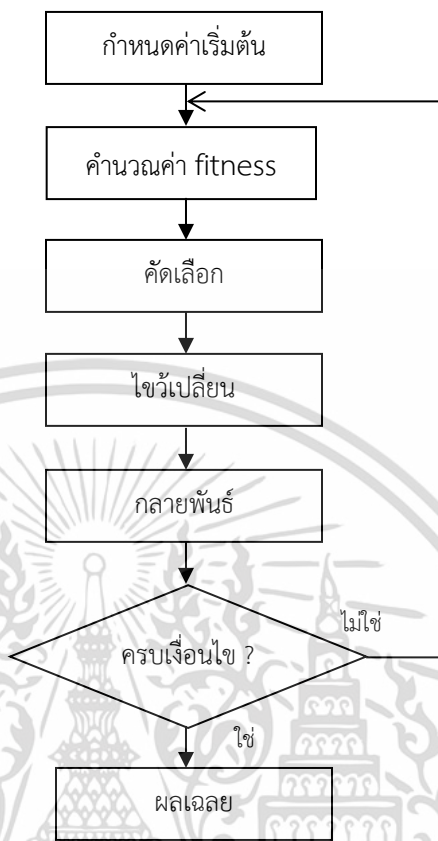 กำหนดค่าเริ่มต้น
คำนวณค่า fitness
คัดเลือก
ไขว้เปลี่ยน
กลายพันธ์
ครบเงื่อนไข ?
ไม่ใช่
ใช่
ผลเฉลย